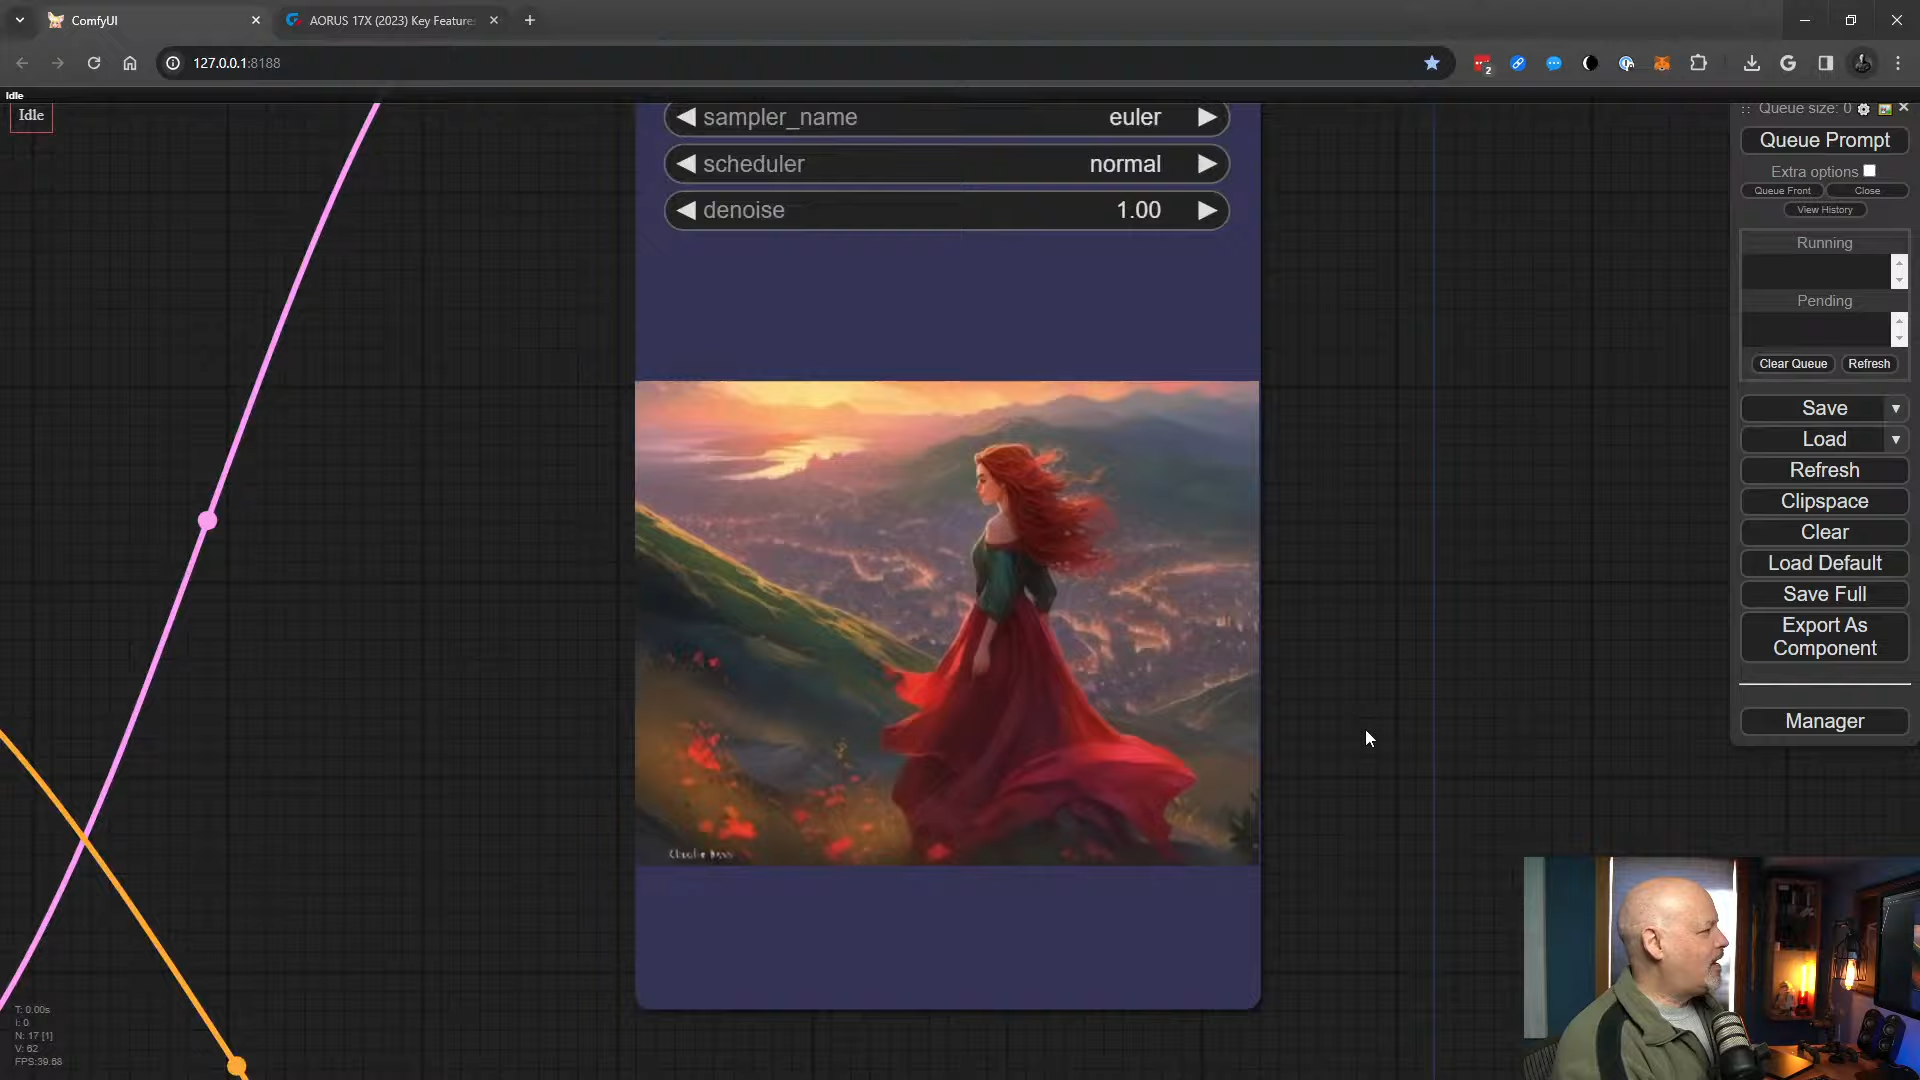 ComfyUI
AORUS 17X (2023) Key Feature
127.0.0.1:8188
2
Idle
Idle
sampler_name euler
scheduler normal
denoise 1.00
Queue size: 0
Queue Prompt
Extra options
Queue Front Close
View History
Running
Pending
Clear Queue Refresh
Save
Load
Refresh
Clipspace
Clear
Load Default
Save Full
Export As
Component
Manager
T: 0.00s
I: 0
N: 17 [1]
V: 62
FPS:39.68